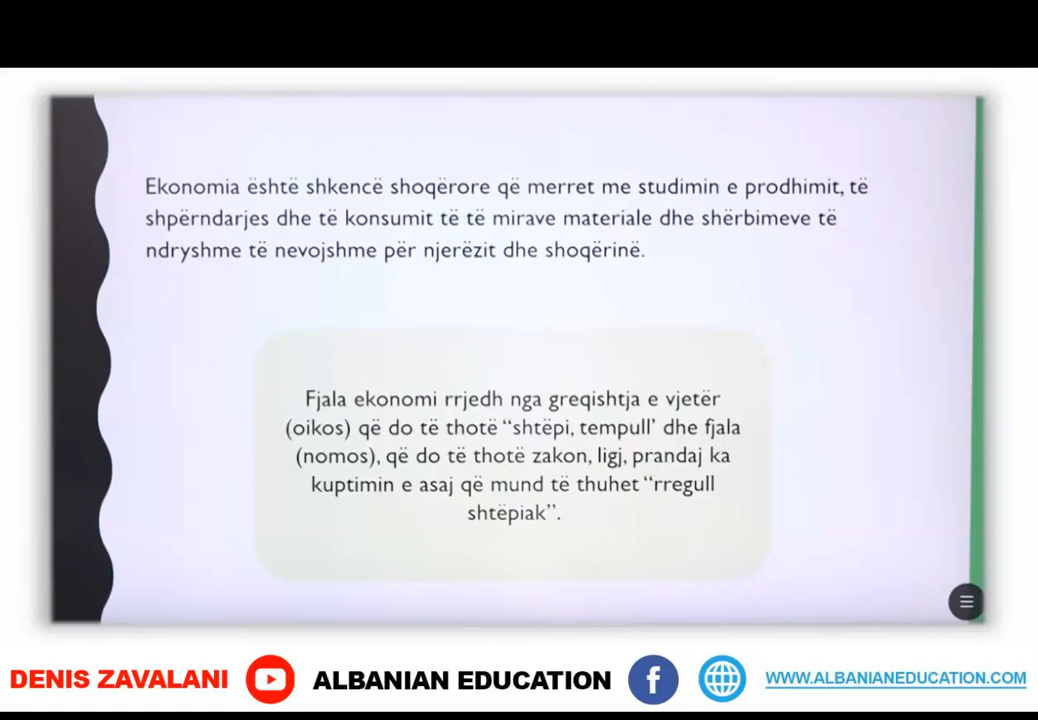 Ekonomia është shkencë shoqërore që merret me studimin e prodhimit, të
shpërndarjes dhe të konsumit të të mirave materiale dhe shërbimeve të
ndryshme të nevojshme për njerëzit dhe shoqërinë.
Fjala ekonomi rrjedh nga greqishtja e vjetër
(oikos) që do të thotë “shtëpi, tempull’ dhe fjala
(nomos), që do të thotë zakon, ligj, prandaj ka
kuptimin e asaj që mund të thuhet “rregull
shtëpiak”.
DENIS ZAVALANI ALBANIAN EDUCATION WWW.ALBANIANEDUCATION.COM